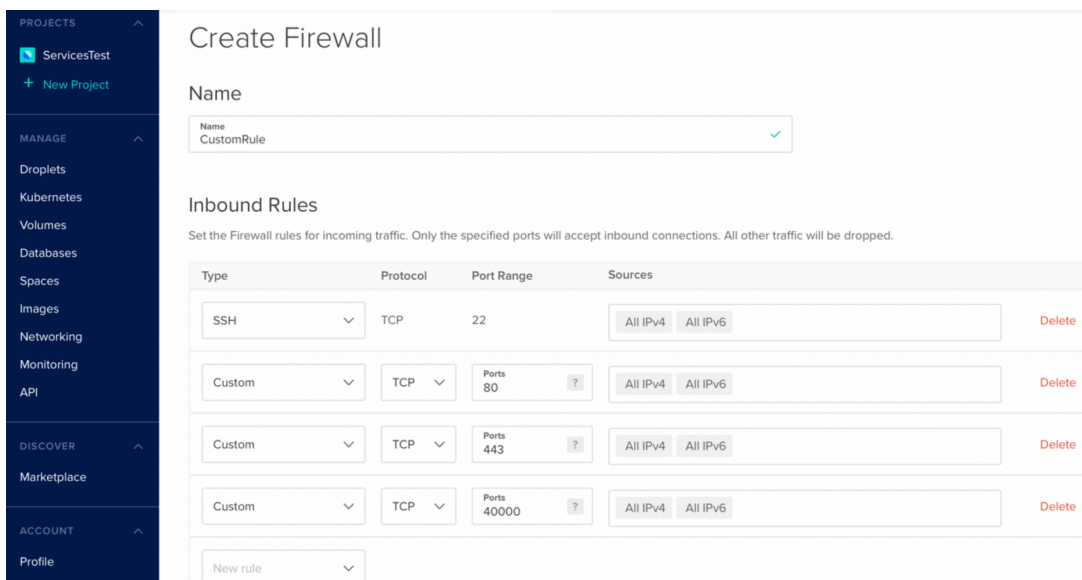 PROJECTS
ServicesTest
+ New Project
MANAGE
Droplets
Kubernetes
Volumes
Databases
Spaces
Images
Networking
Monitoring
API
DISCOVER
Marketplace
ACCOUNT
Profile
Create Firewall
Name
Name
CustomRule
Inbound Rules
Set the Firewall rules for incoming traffic. Only the specified ports will accept inbound connections. All other traffic will be dropped.
Type Protocol Port Range Sources
SSH TCP 22 All IPv4 All IPv6 Delete
Custom TCP Ports 80 ? All IPv4 All IPv6 Delete
Custom TCP Ports 443 ? All IPv4 All IPv6 Delete
Custom TCP Ports 40000 ? All IPv4 All IPv6 Delete
New rule